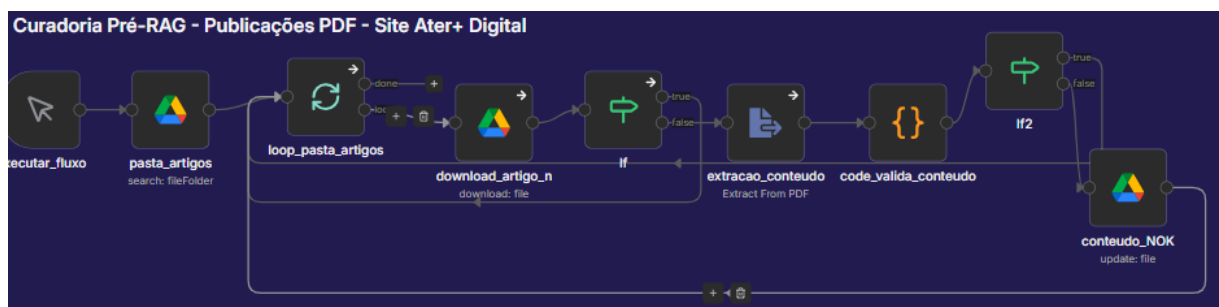 Curadoria Pré-RAG - Publicações PDF - Site Ater+ Digital
xecutar_fluxo
pasta_artigos
search: fileFolder
done
loop_pasta_artigos
download_artigo_n
download: file
true
false
If
extracao_conteudo
Extract From PDF
code_valida_conteudo
{}
true
false
If2
conteudo_NOK
update: file